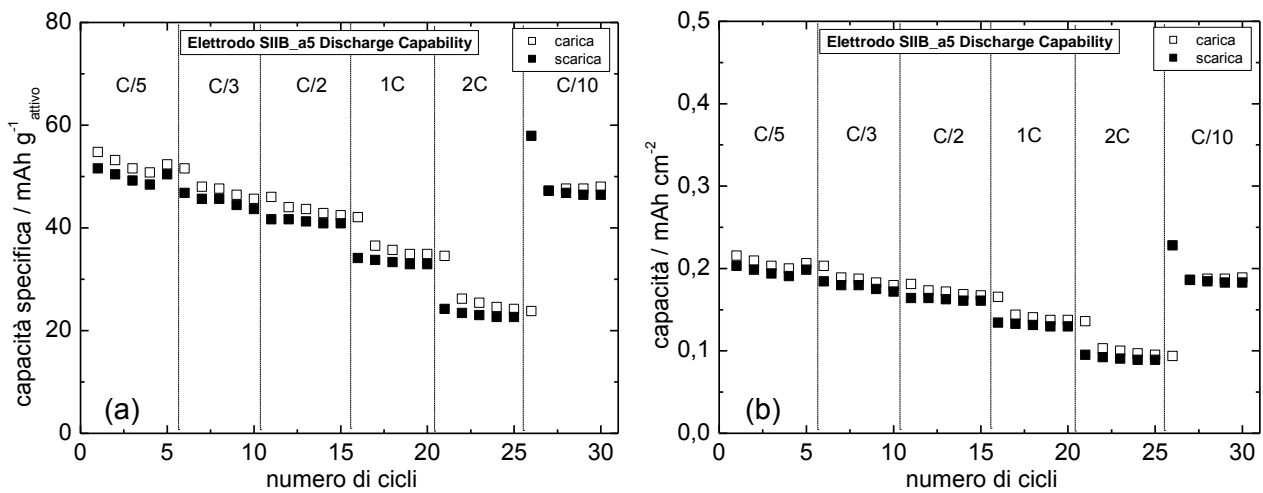 Elettrodo SIIB_a5 Discharge Capability
carica
scarica
C/5
C/3
C/2
1C
2C
C/10
capacità specifica / mAh g⁻¹ attivo
80
60
40
20
0
(a)
0
5
10
15
20
25
30
numero di cicli
Elettrodo SIIB_a5 Discharge Capability
carica
scarica
C/5
C/3
C/2
1C
2C
C/10
capacità / mAh cm⁻²
0,5
0,4
0,3
0,2
0,1
0,0
(b)
0
5
10
15
20
25
30
numero di cicli